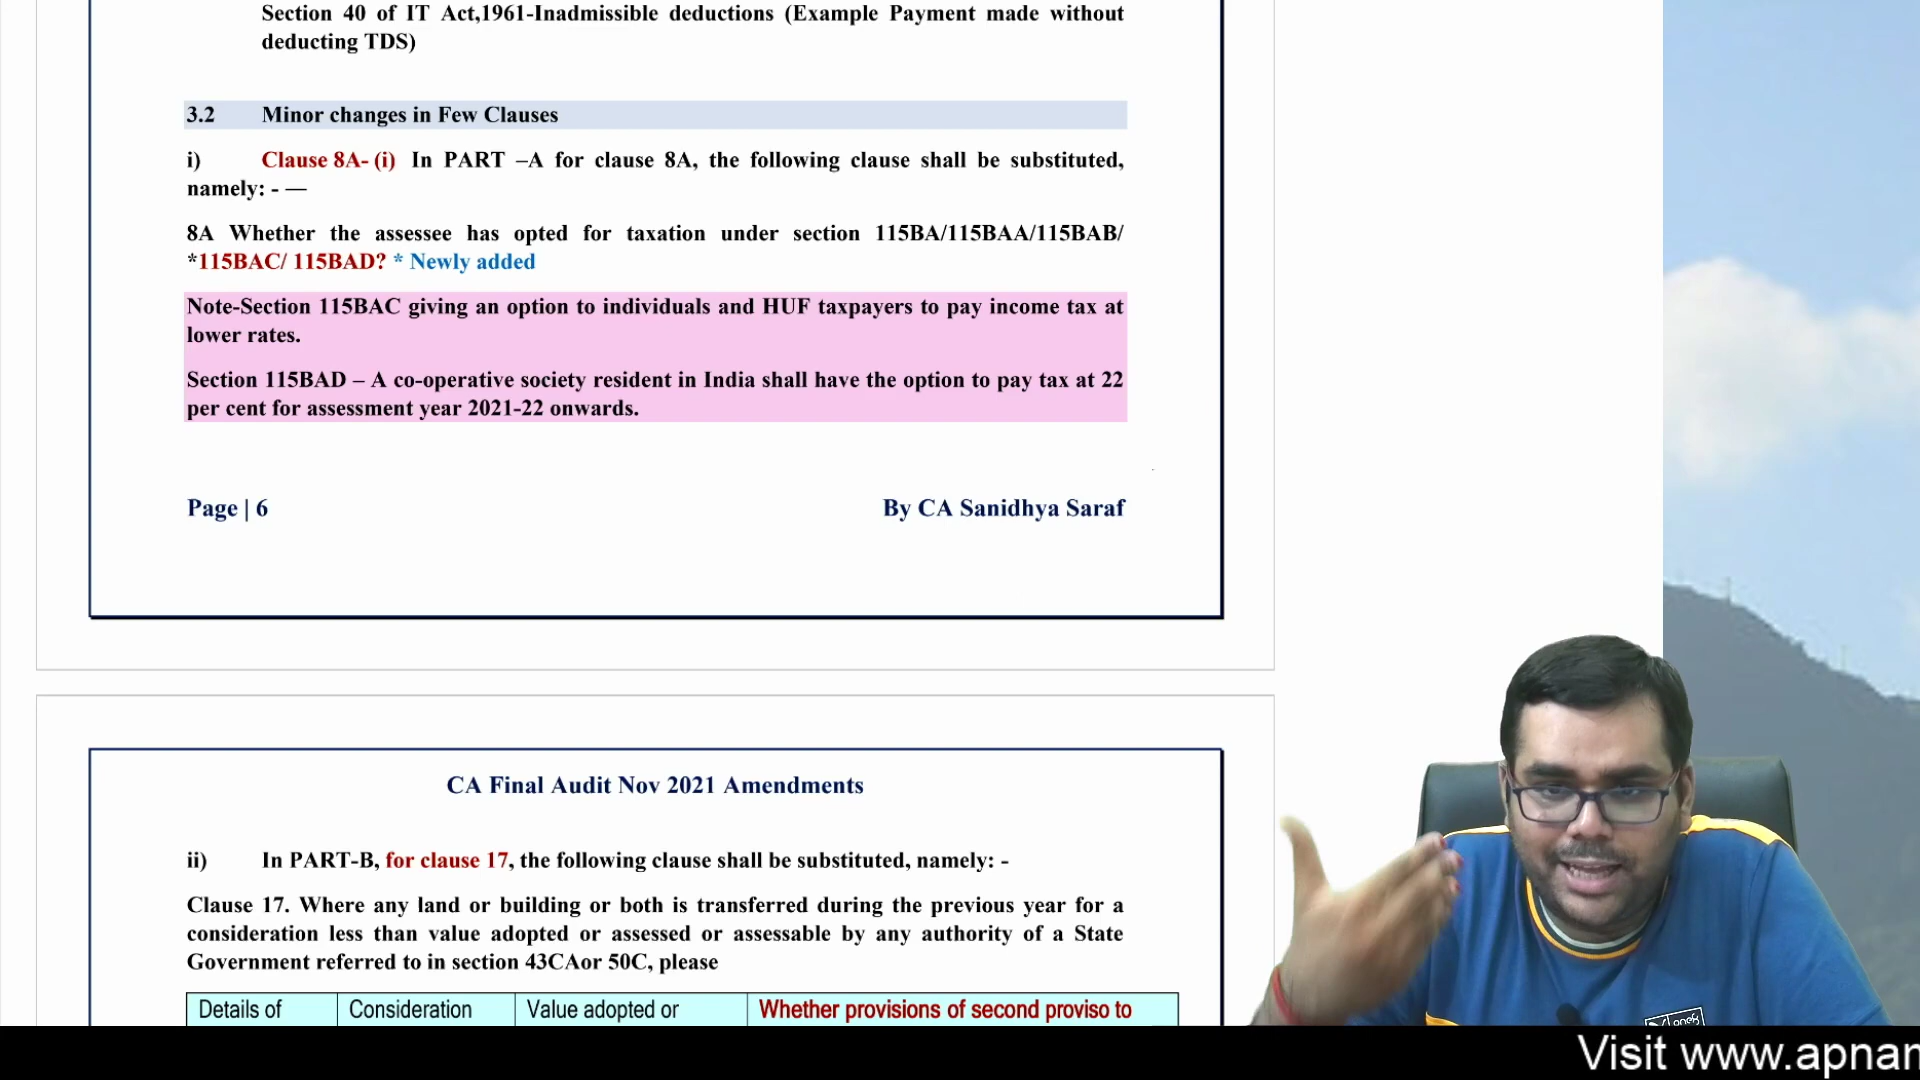 Section 40 of IT Act,1961-Inadmissible deductions (Example Payment made without
deducting TDS)
3.2 Minor changes in Few Clauses
i) Clause 8A- (i) In PART –A for clause 8A, the following clause shall be substituted,
namely: - —
8A Whether the assessee has opted for taxation under section 115BA/115BAA/115BAB/
*115BAC/ 115BAD? * Newly added
Note-Section 115BAC giving an option to individuals and HUF taxpayers to pay income tax at
lower rates.
Section 115BAD – A co-operative society resident in India shall have the option to pay tax at 22
per cent for assessment year 2021-22 onwards.
Page | 6 By CA Sanidhya Saraf
CA Final Audit Nov 2021 Amendments
ii) In PART-B, for clause 17, the following clause shall be substituted, namely: -
Clause 17. Where any land or building or both is transferred during the previous year for a
consideration less than value adopted or assessed or assessable by any authority of a State
Government referred to in section 43CAor 50C, please
Details of Consideration Value adopted or Whether provisions of second proviso to
Visit www.apnam